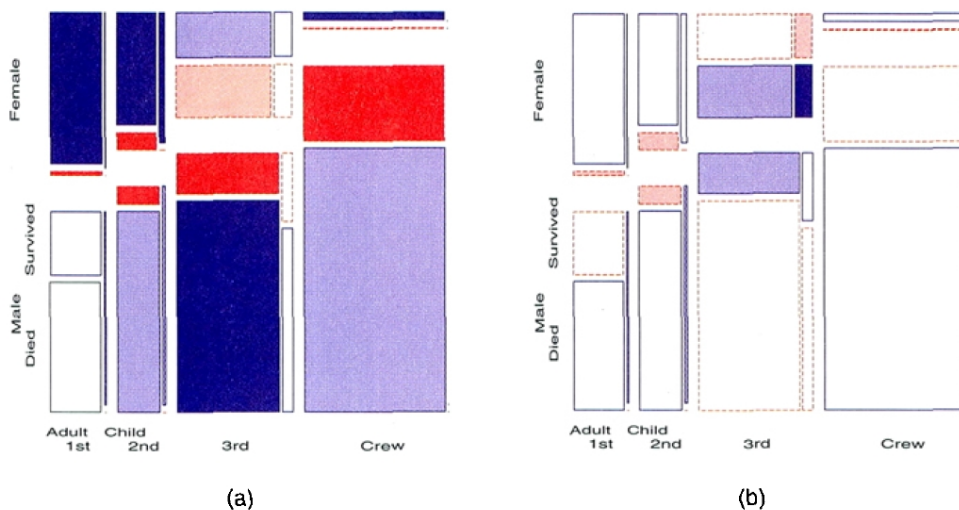 Female
Survived
Male
Died
Adult Child
1st 2nd 3rd Crew
(a)
Female
Survived
Male
Died
Adult Child
1st 2nd 3rd Crew
(b)